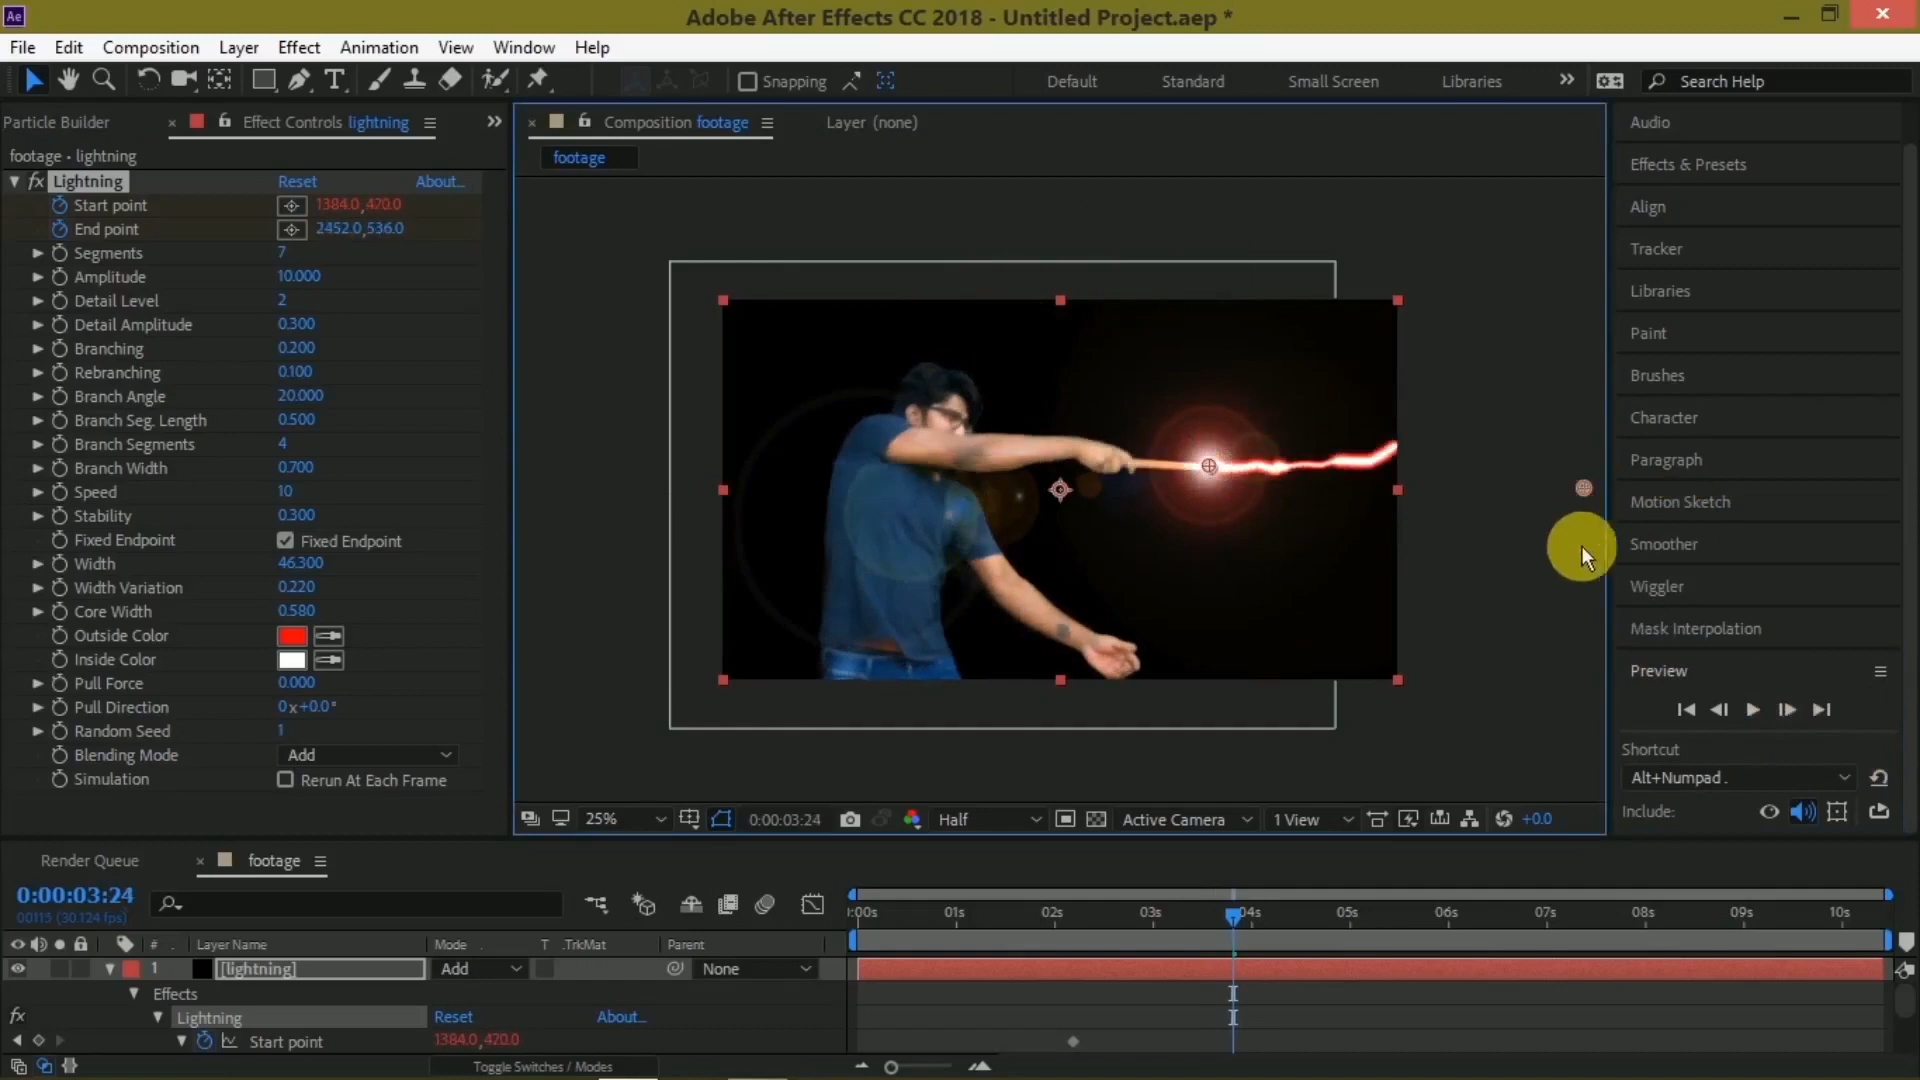 Ae
Adobe After Effects CC 2018 - Untitled Project.aep *
File Edit Composition Layer Effect Animation View Window Help
T Snapping Default Standard Small Screen Libraries Search Help
Particle Builder × Effect Controls lightning
footage • lightning
fx Lightning Reset About...
Start point 1384.0,420.0
End point 2452.0,536.0
Segments 7
Amplitude 10.000
Detail Level 2
Detail Amplitude 0.300
Branching 0.200
Rebranching 0.100
Branch Angle 20.000
Branch Seg. Length 0.500
Branch Segments 4
Branch Width 0.700
Speed 10
Stability 0.300
Fixed Endpoint Fixed Endpoint
Width 46.300
Width Variation 0.220
Core Width 0.580
Outside Color
Inside Color
Pull Force 0.000
Pull Direction 0x+0.0°
Random Seed 1
Blending Mode Add
Simulation Rerun At Each Frame
× Composition footage Layer (none)
footage
25% 0:00:03:24 Half Active Camera 1 View +0.0
Audio
Effects & Presets
Align
Tracker
Libraries
Paint
Brushes
Character
Paragraph
Motion Sketch
Smoother
Wiggler
Mask Interpolation
Preview
Shortcut
Alt+Numpad .
Include:
Render Queue × footage
0:00:03:24
00115 (30.124 fps)
:00s 01s 02s 03s 04s 05s 06s 07s 08s 09s 10s
# . Layer Name Mode . T .TrkMat Parent
1 [lightning] Add None
Effects
fx Lightning Reset About...
Start point 1384.0,420.0
Toggle Switches / Modes